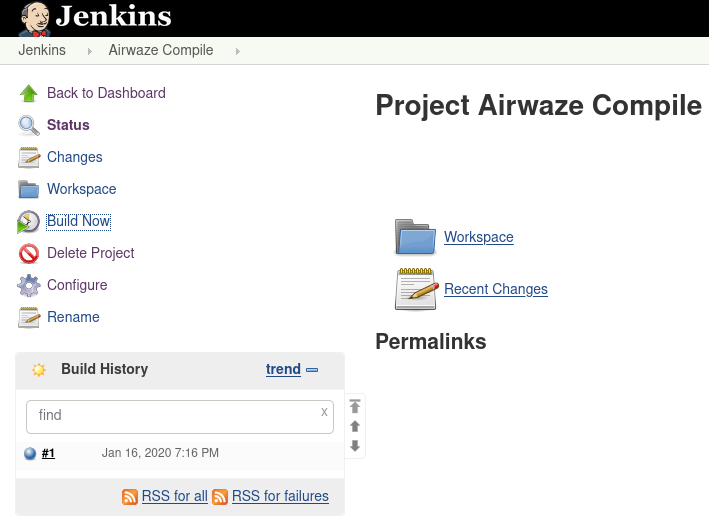 Jenkins
Jenkins Airwaze Compile
Back to Dashboard
Status
Changes
Workspace
Build Now
Delete Project
Configure
Rename
Project Airwaze Compile
Workspace
Recent Changes
Permalinks
Build History trend
find x
#1 Jan 16, 2020 7:16 PM
RSS for all RSS for failures